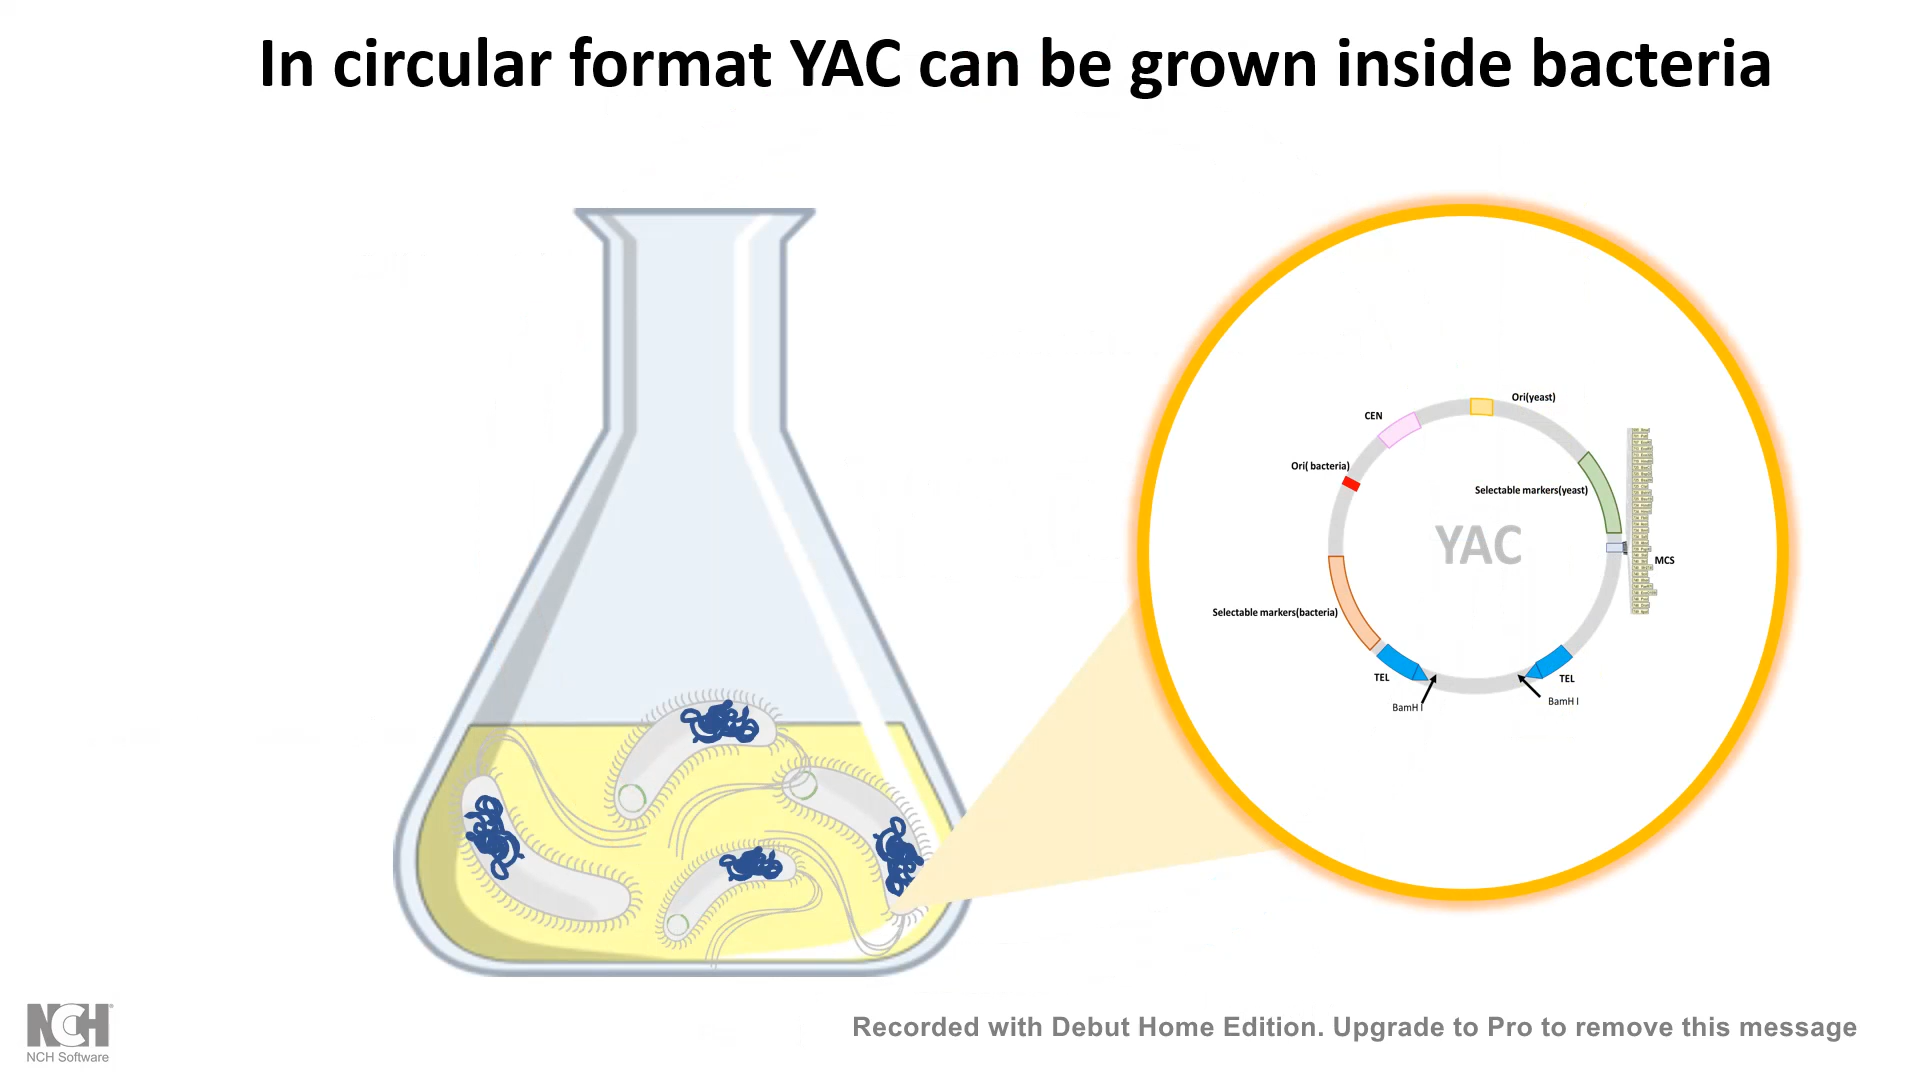 In circular format YAC can be grown inside bacteria
Ori(yeast)
CEN
Ori( bacteria)
Selectable markers(yeast)
YAC
MCS
Selectable markers(bacteria)
TEL
TEL
BamH I
BamH I
NCH
NCH Software
Recorded with Debut Home Edition. Upgrade to Pro to remove this message